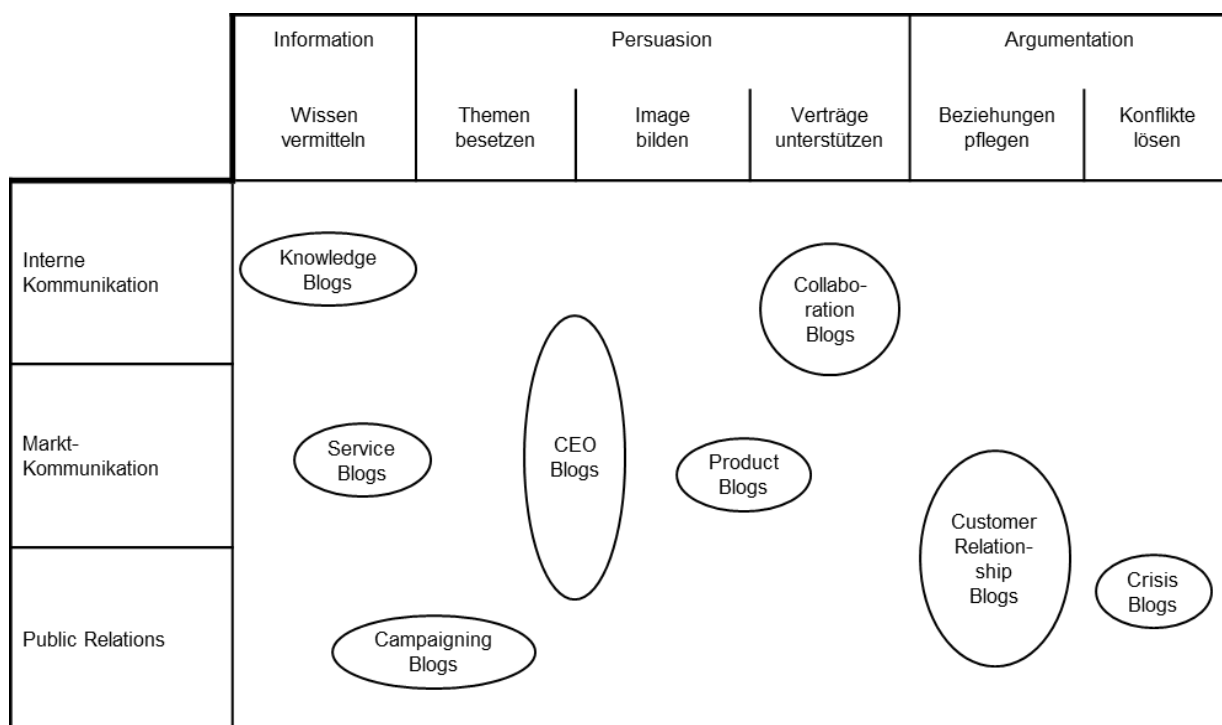 Information
Persuasion
Argumentation
Wissen
vermitteln
Themen
besetzen
Image
bilden
Verträge
unterstützen
Beziehungen
pflegen
Konflikte
lösen
Interne
Kommunikation
Knowledge
Blogs
Collabo-
ration
Blogs
Markt-
Kommunikation
Service
Blogs
CEO
Blogs
Product
Blogs
Customer
Relation-
ship
Blogs
Public Relations
Campaigning
Blogs
Crisis
Blogs